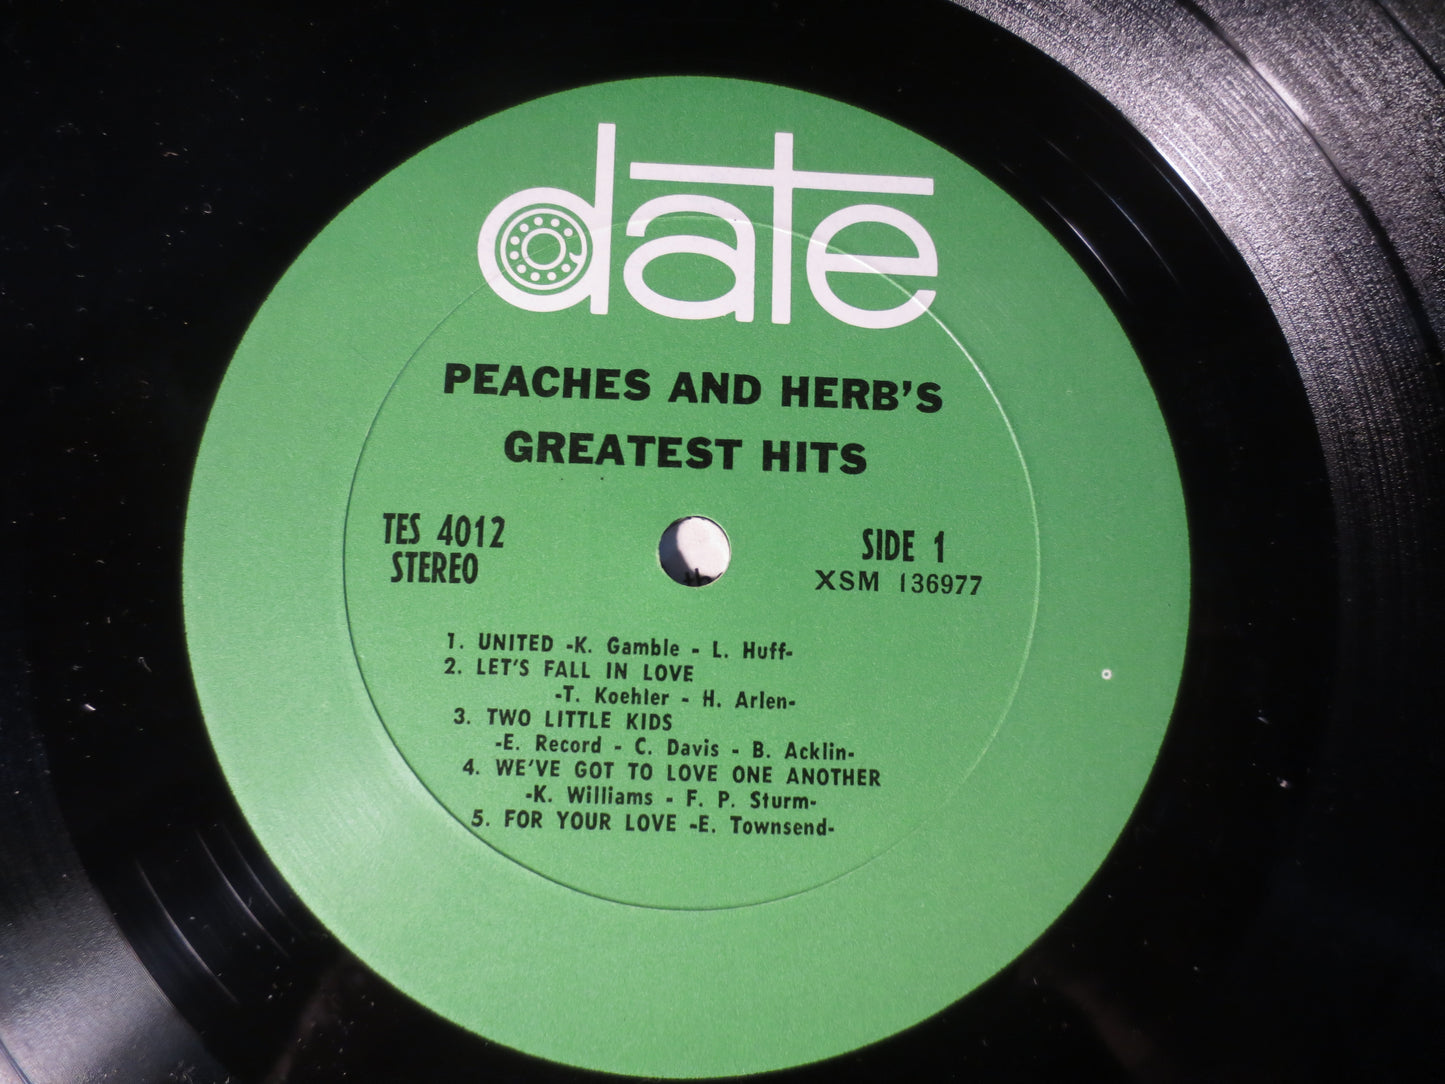 date
PEACHES AND HERB'S
GREATEST HITS
TES 4012
STEREO
SIDE 1
XSM 136977
1. UNITED -K. Gamble - L. Huff-
2. LET'S FALL IN LOVE
-T. Koehler - H. Arlen-
3. TWO LITTLE KIDS
-E. Record - C. Davis - B. Acklin-
4. WE'VE GOT TO LOVE ONE ANOTHER
-K. Williams - F. P. Sturm-
5. FOR YOUR LOVE -E. Townsend-